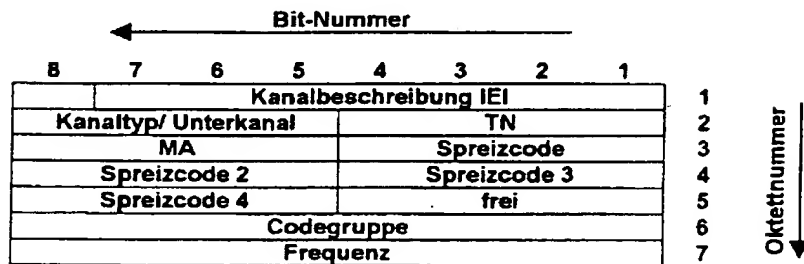 Bit-Nummer
8 7 6 5 4 3 2 1
Kanalbeschreibung IEI 1
Kanaltyp/ Unterkanal TN 2
MA Spreizcode 3
Spreizcode 2 Spreizcode 3 4
Spreizcode 4 frei 5
Codegruppe 6
Frequenz 7
Oktettnummer